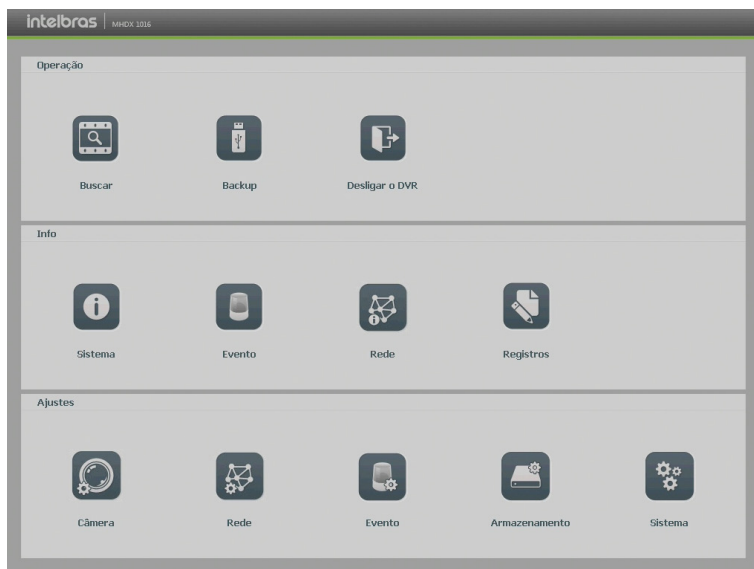 intelbras MHDX 1016
Operação
Buscar Backup Desligar o DVR
Info
Sistema Evento Rede Registros
Ajustes
Câmera Rede Evento Armazenamento Sistema